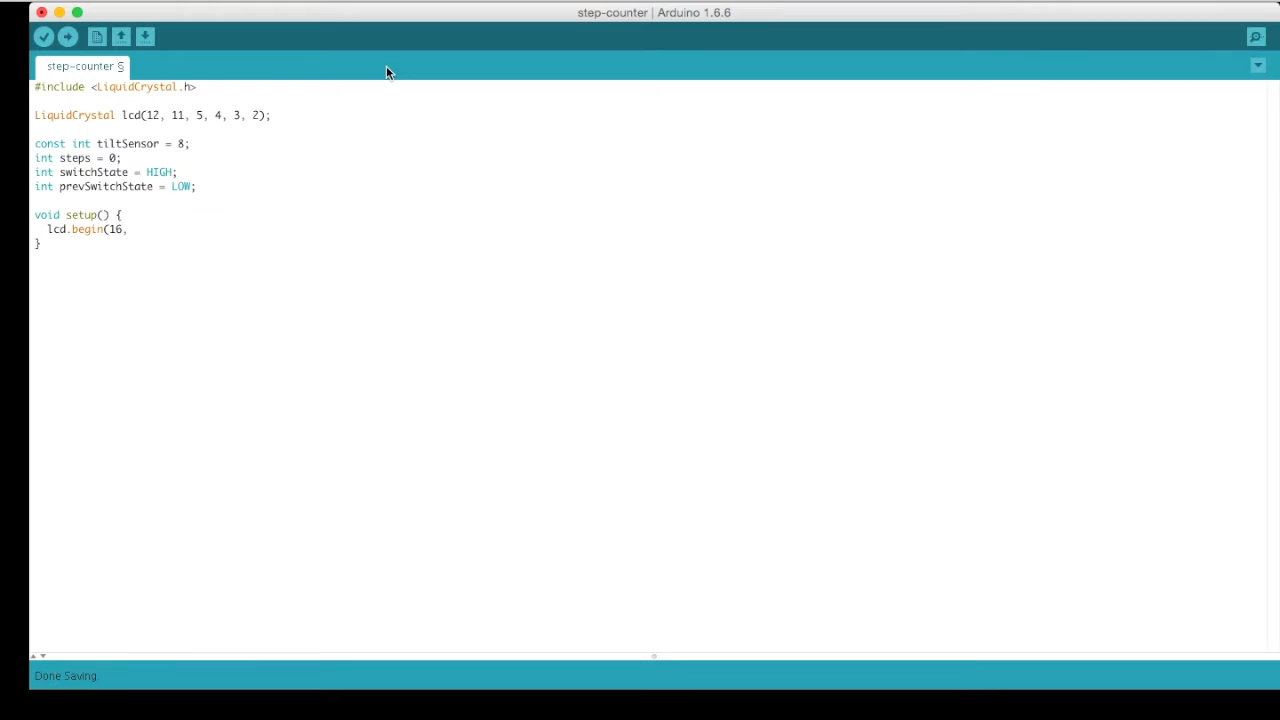 step-counter | Arduino 1.6.6
step-counter §
#include <LiquidCrystal.h>
LiquidCrystal lcd(12, 11, 5, 4, 3, 2);
const int tiltSensor = 8;
int steps = 0;
int switchState = HIGH;
int prevSwitchState = LOW;
void setup() {
  lcd.begin(16,
}
Done Saving.